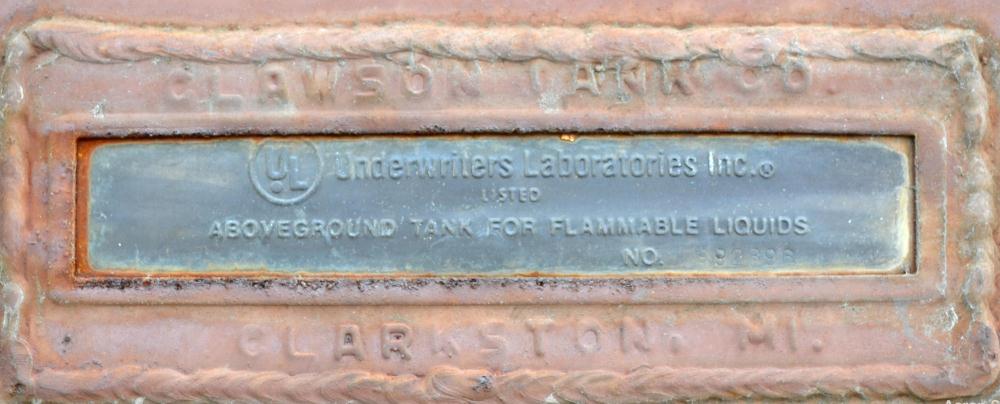 CLAWSON TANK CO.
UL Underwriters Laboratories Inc.®
LISTED
ABOVEGROUND TANK FOR FLAMMABLE LIQUIDS
NO.
CLARKSTON, MI.